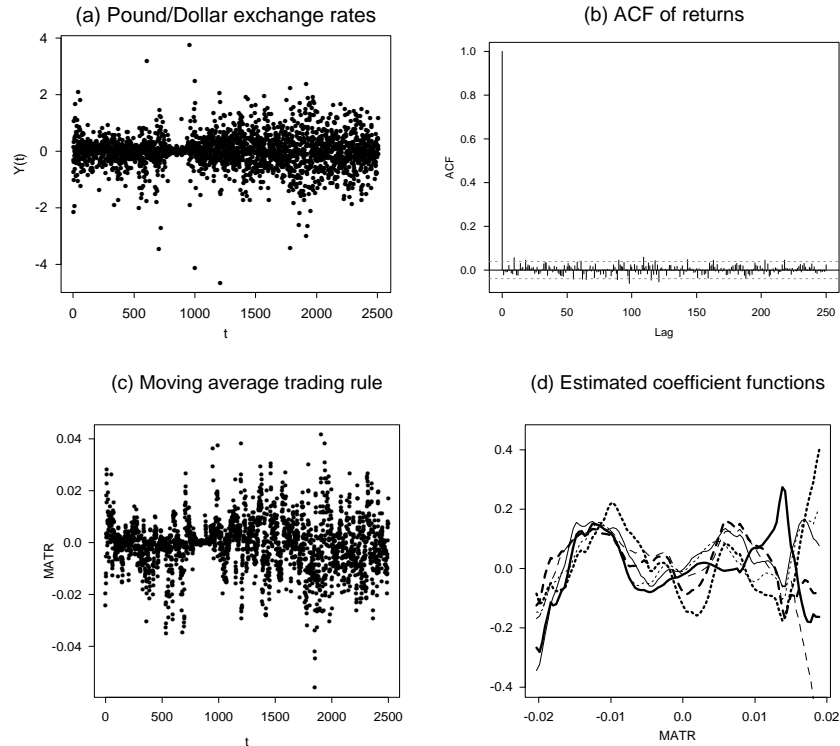 (a) Pound/Dollar exchange rates
Y(t)
4
2
0
-2
-4
0 500 1000 1500 2000 2500
t
(b) ACF of returns
ACF
1.0
0.8
0.6
0.4
0.2
0.0
0 50 100 150 200 250
Lag
(c) Moving average trading rule
MATR
0.04
0.02
0.0
-0.02
-0.04
0 500 1000 1500 2000 2500
t
(d) Estimated coefficient functions
0.4
0.2
0.0
-0.2
-0.4
-0.02 -0.01 0.0 0.01 0.02
MATR